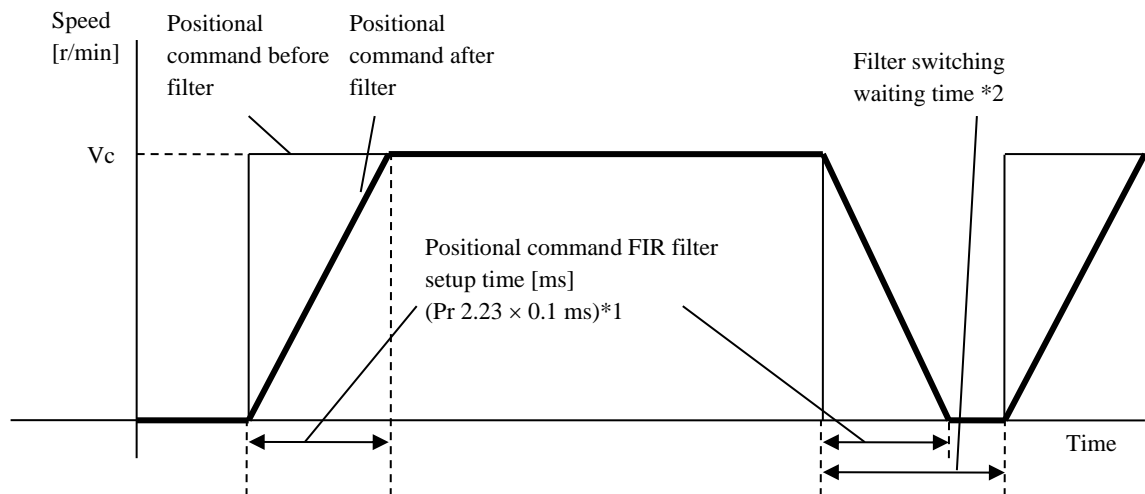 Speed
[r/min]
Positional
command before
filter
Positional
command after
filter
Filter switching
waiting time *2
Vc
Positional command FIR filter
setup time [ms]
(Pr 2.23 × 0.1 ms)*1
Time